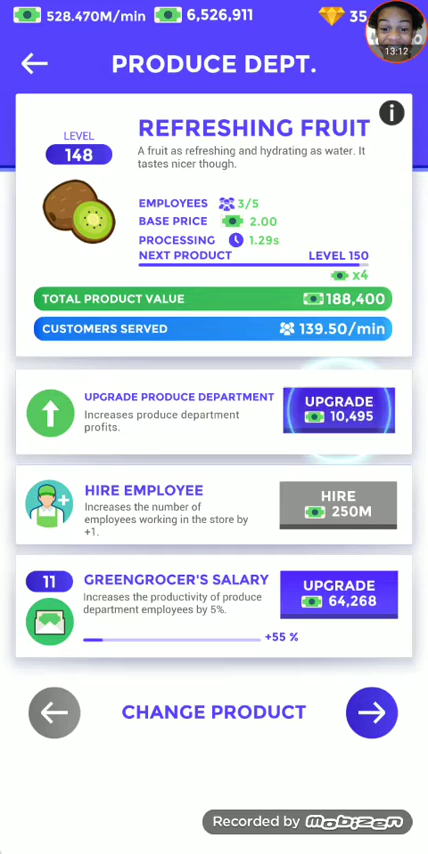 528.470M/min 6,526,911 35
13:12
PRODUCE DEPT.
LEVEL
148
REFRESHING FRUIT
i
A fruit as refreshing and hydrating as water. It
tastes nicer though.
EMPLOYEES 3/5
BASE PRICE 2.00
PROCESSING 1.29s
NEXT PRODUCT LEVEL 150
x4
TOTAL PRODUCT VALUE 188,400
CUSTOMERS SERVED 139.50/min
UPGRADE PRODUCE DEPARTMENT
Increases produce department
profits.
UPGRADE
10,495
HIRE EMPLOYEE
Increases the number of
employees working in the store by
+1.
HIRE
250M
11
GREENGROCER'S SALARY
Increases the productivity of produce
department employees by 5%.
UPGRADE
64,268
+55 %
CHANGE PRODUCT
Recorded by mobizen